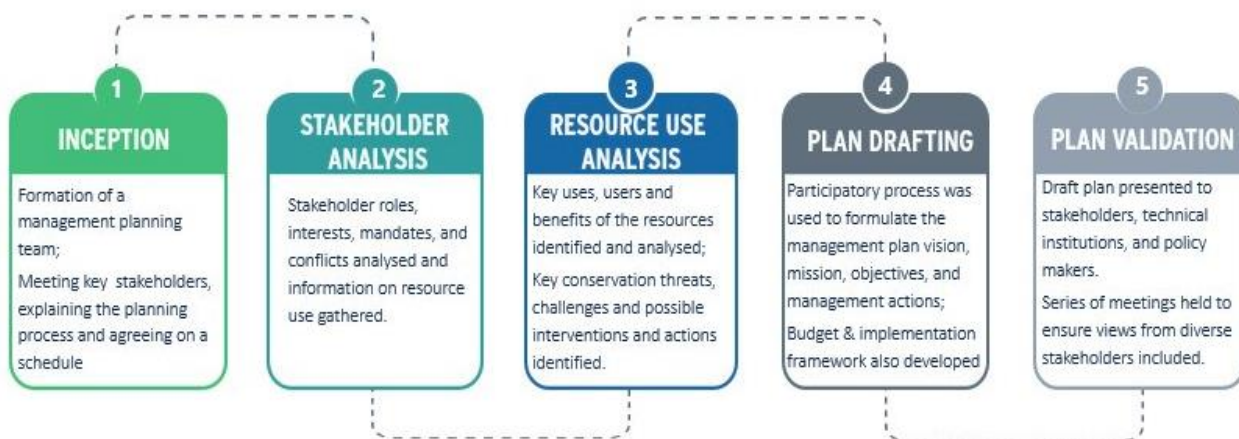 1
INCEPTION
Formation of a
management planning
team;
Meeting key stakeholders,
explaining the planning
process and agreeing on a
schedule
2
STAKEHOLDER
ANALYSIS
Stakeholder roles,
interests, mandates, and
conflicts analysed and
information on resource
use gathered.
3
RESOURCE USE
ANALYSIS
Key uses, users and
benefits of the resources
identified and analysed;
Key conservation threats,
challenges and possible
interventions and actions
identified.
4
PLAN DRAFTING
Participatory process was
used to formulate the
management plan vision,
mission, objectives, and
management actions;
Budget & implementation
framework also developed
5
PLAN VALIDATION
Draft plan presented to
stakeholders, technical
institutions, and policy
makers.
Series of meetings held to
ensure views from diverse
stakeholders included.